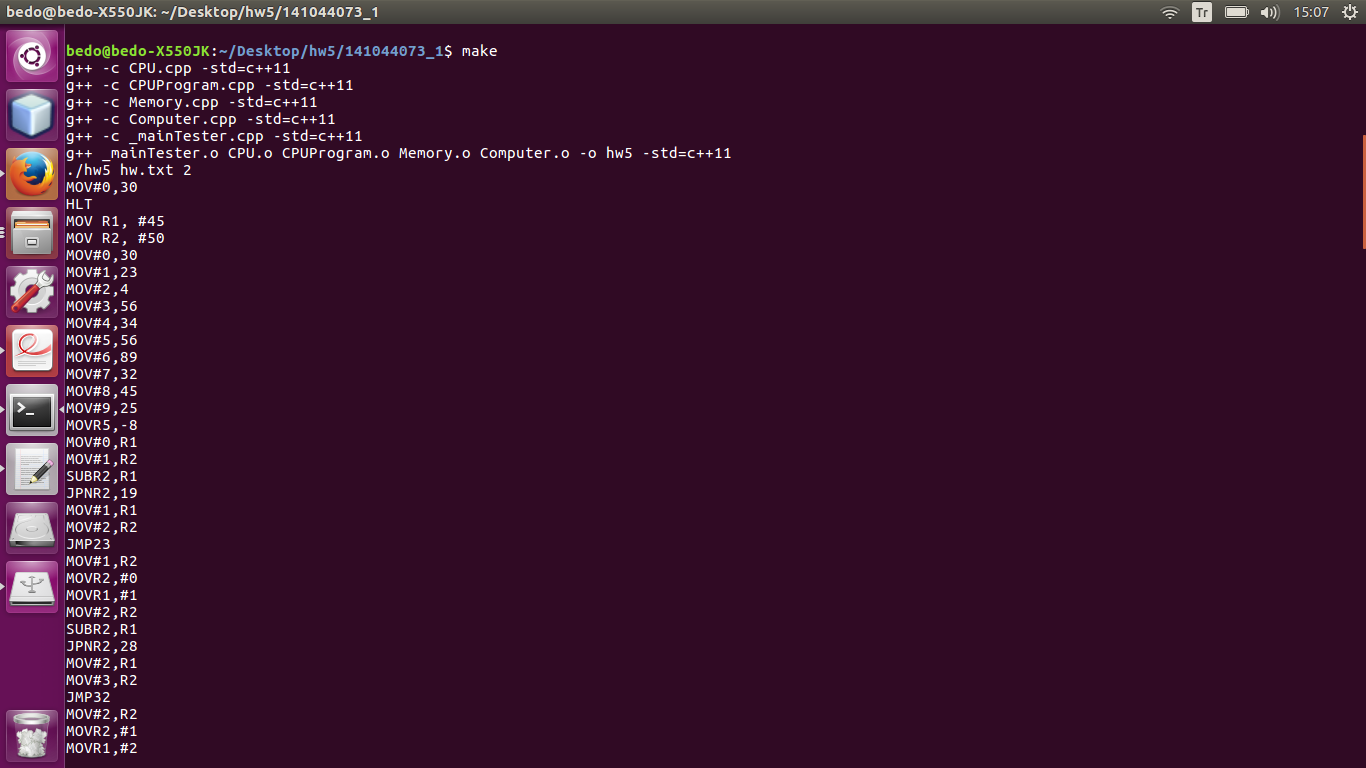 bedo@bedo-X550JK: ~/Desktop/hw5/141044073_1
Tr
15:07
bedo@bedo-X550JK:~/Desktop/hw5/141044073_1$ make
g++ -c CPU.cpp -std=c++11
g++ -c CPUProgram.cpp -std=c++11
g++ -c Memory.cpp -std=c++11
g++ -c Computer.cpp -std=c++11
g++ -c _mainTester.cpp -std=c++11
g++ _mainTester.o CPU.o CPUProgram.o Memory.o Computer.o -o hw5 -std=c++11
./hw5 hw.txt 2
MOV#0,30
HLT
MOV R1, #45
MOV R2, #50
MOV#0,30
MOV#1,23
MOV#2,4
MOV#3,56
MOV#4,34
MOV#5,56
MOV#6,89
MOV#7,32
MOV#8,45
MOV#9,25
MOVR5,-8
MOV#0,R1
MOV#1,R2
SUBR2,R1
JPNR2,19
MOV#1,R1
MOV#2,R2
JMP23
MOV#1,R2
MOVR2,#0
MOVR1,#1
MOV#2,R2
SUBR2,R1
JPNR2,28
MOV#2,R1
MOV#3,R2
JMP32
MOV#2,R2
MOVR2,#1
MOVR1,#2